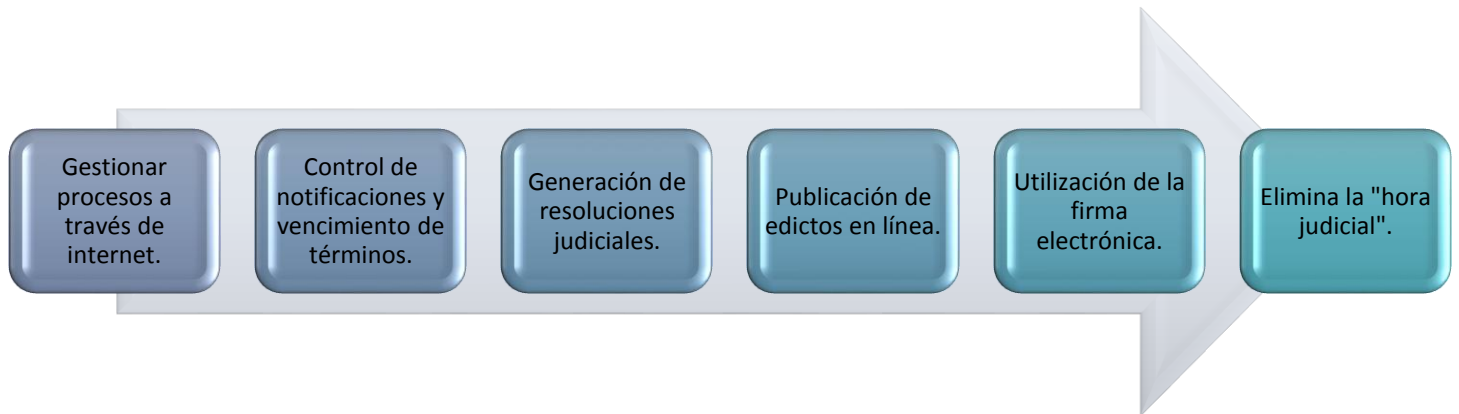 Gestionar
procesos a
través de
internet.
Control de
notificaciones y
vencimiento de
términos.
Generación de
resoluciones
judiciales.
Publicación de
edictos en línea.
Utilización de la
firma
electrónica.
Elimina la "hora
judicial".